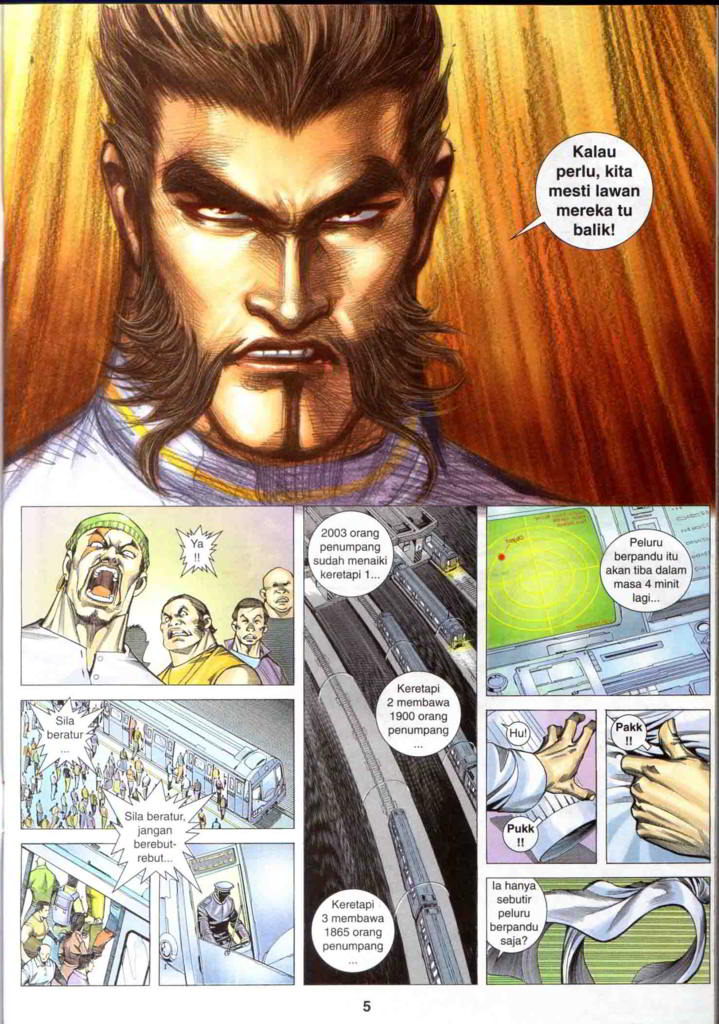 Kalau
perlu, kita
mesti lawan
mereka tu
balik!
Ya
!!
Sila
beratur
...
Sila beratur,
jangan
berebut-
rebut...
2003 orang
penumpang
sudah menaiki
keretapi 1...
Keretapi
2 membawa
1900 orang
penumpang
...
Keretapi
3 membawa
1865 orang
penumpang
...
Peluru
berpandu itu
akan tiba dalam
masa 4 minit
lagi...
Hu!
Pukk
!!
Pakk
!!
Ia hanya
sebutir
peluru
berpandu
saja?
5